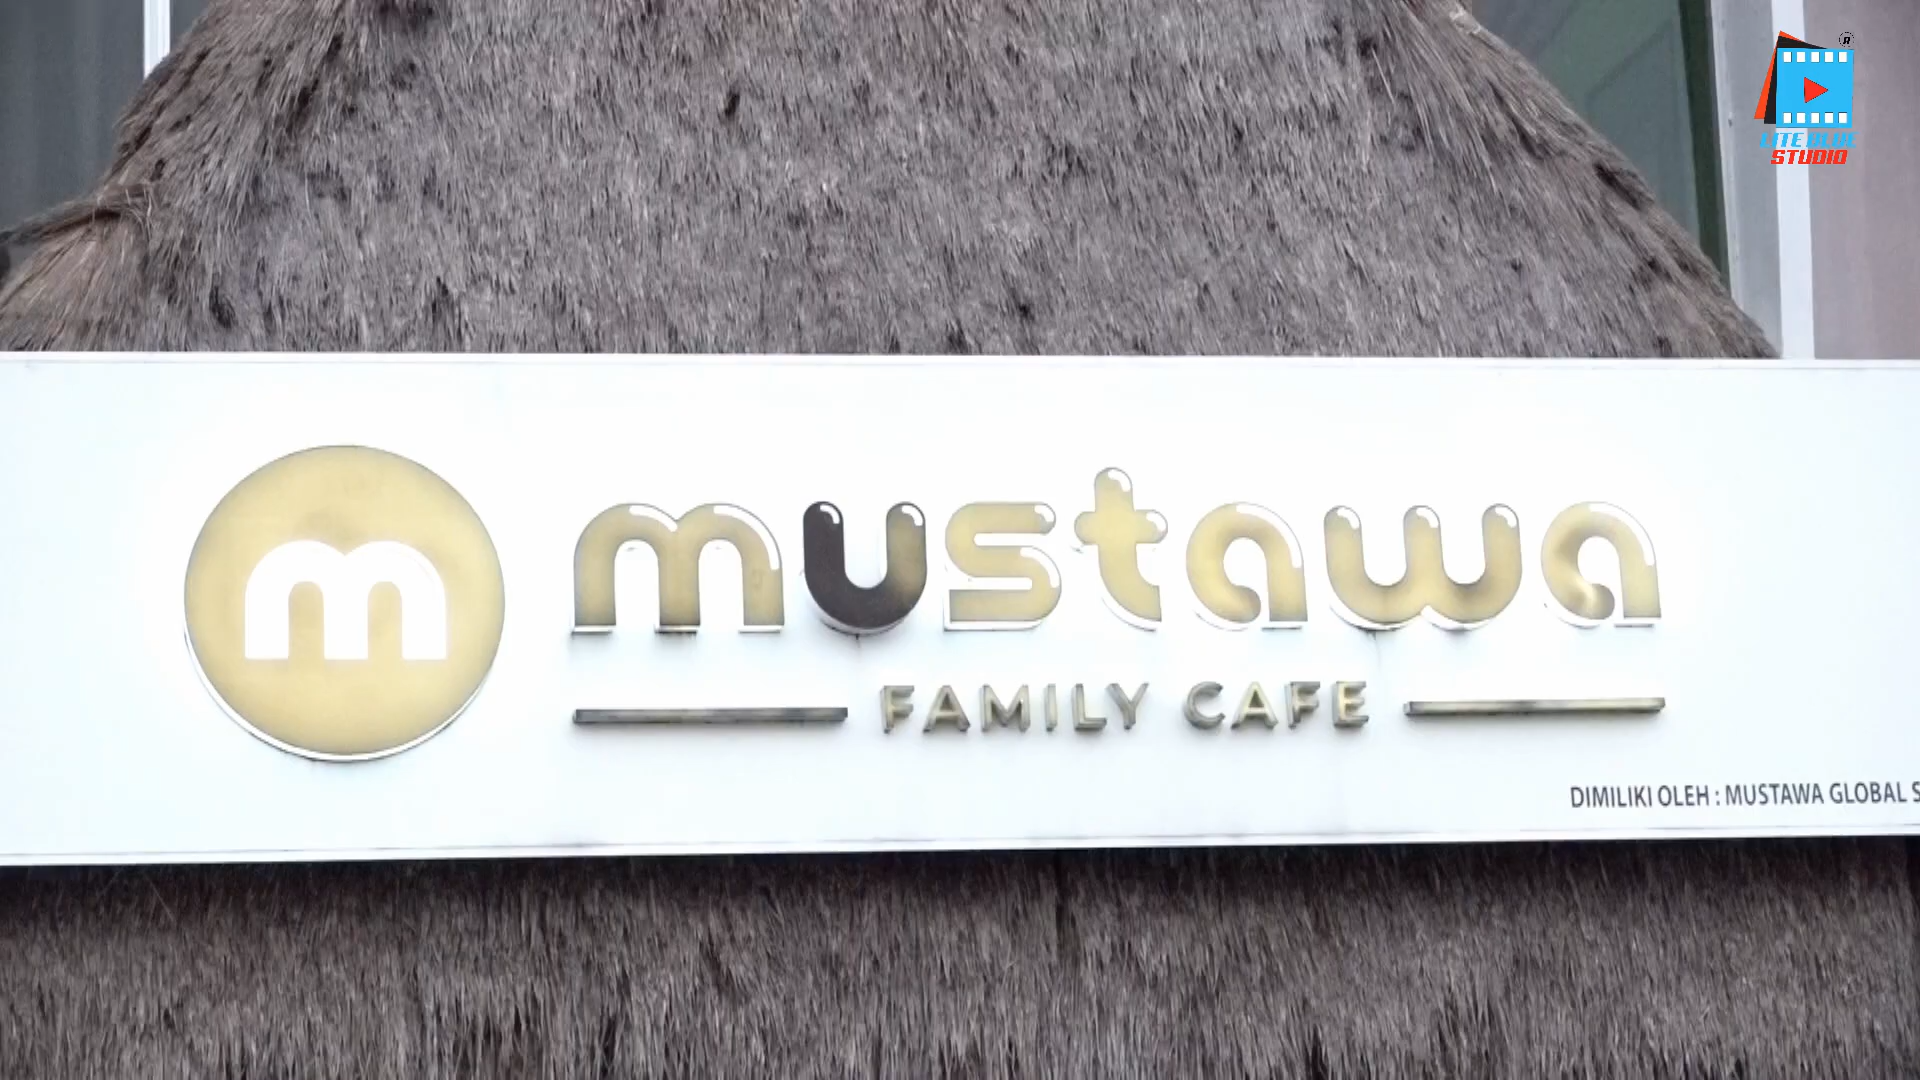 ®
LITE BLUE
STUDIO
m
mustawa
FAMILY CAFE
DIMILIKI OLEH : MUSTAWA GLOBAL S